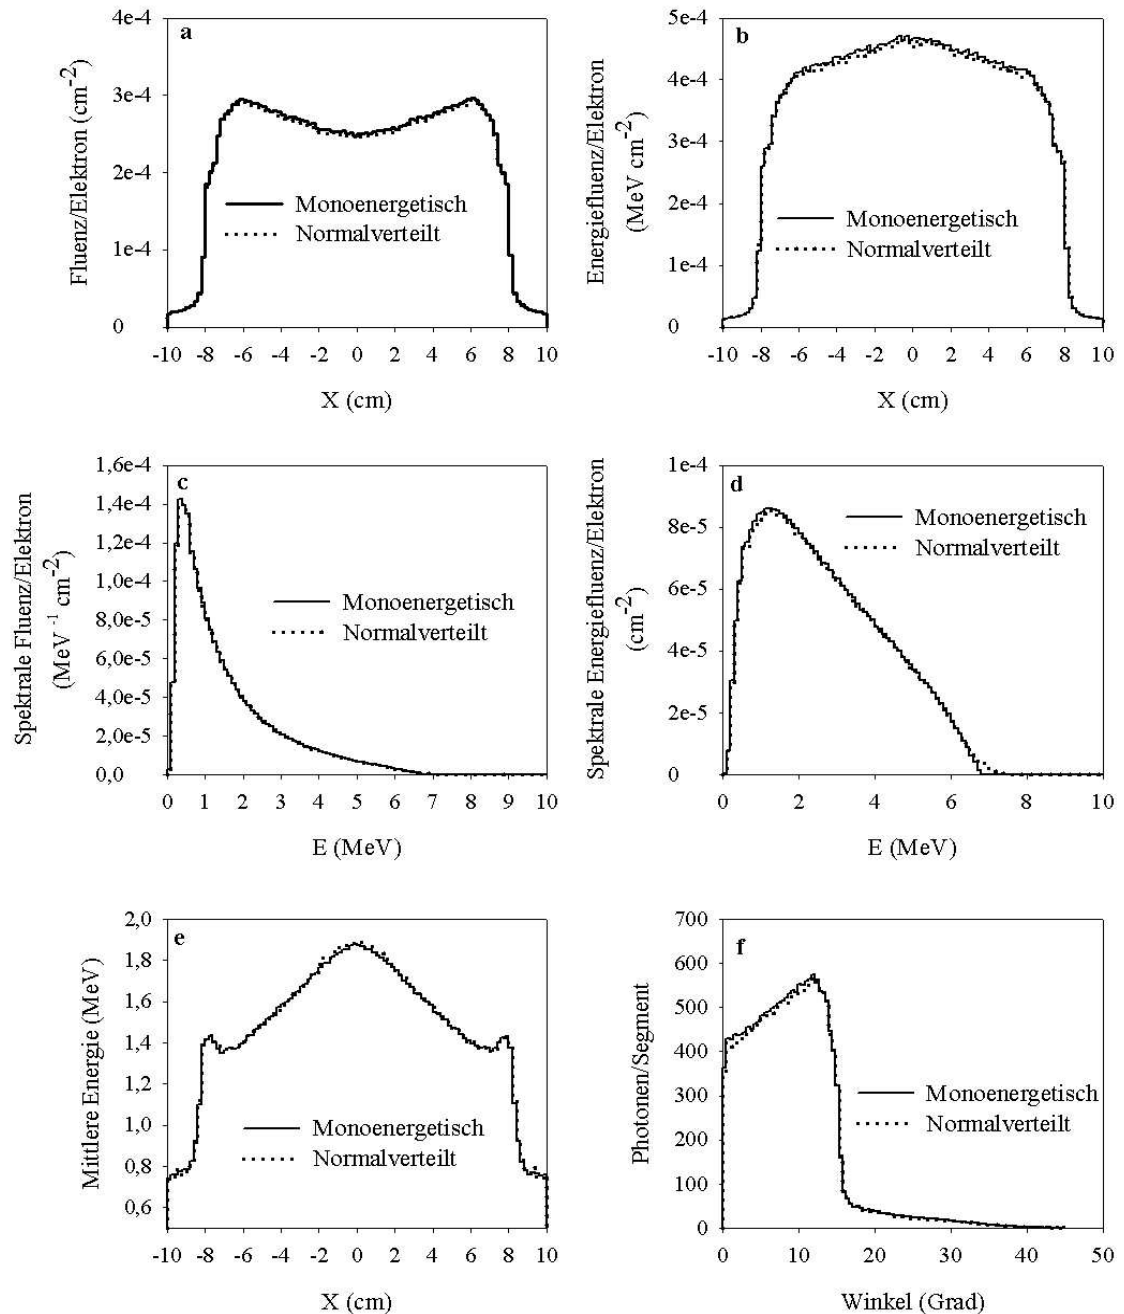 a
4e-4
3e-4
2e-4
1e-4
0
Fluenz/Elektron (cm-2)
Monoenergetisch
Normalverteilt
-10 -8 -6 -4 -2 0 2 4 6 8 10
X (cm)
b
5e-4
4e-4
3e-4
2e-4
1e-4
0
Energiefluenz/Elektron
(MeV cm-2)
Monoenergetisch
Normalverteilt
-10 -8 -6 -4 -2 0 2 4 6 8 10
X (cm)
c
1,6e-4
1,4e-4
1,2e-4
1,0e-4
8,0e-5
6,0e-5
4,0e-5
2,0e-5
0,0
Spektrale Fluenz/Elektron
(MeV -1 cm-2)
Monoenergetisch
Normalverteilt
0 1 2 3 4 5 6 8 9 10
E (MeV)
d
1e-4
8e-5
6e-5
4e-5
2e-5
0
Spektrale Energiefluenz/Elektron
(cm-2)
Monoenergetisch
Normalverteilt
0 2 4 6 8 10
E (MeV)
e
2,0
1,8
1,6
1,4
1,2
1,0
0,8
0,6
Mittlere Energie (MeV)
Monoenergetisch
Normalverteilt
-10 -8 -6 -4 -2 0 2 4 6 8 10
X (cm)
f
700
600
500
400
300
200
100
0
Photonen/Segment
Monoenergetisch
Normalverteilt
0 10 20 30 40 50
Winkel (Grad)